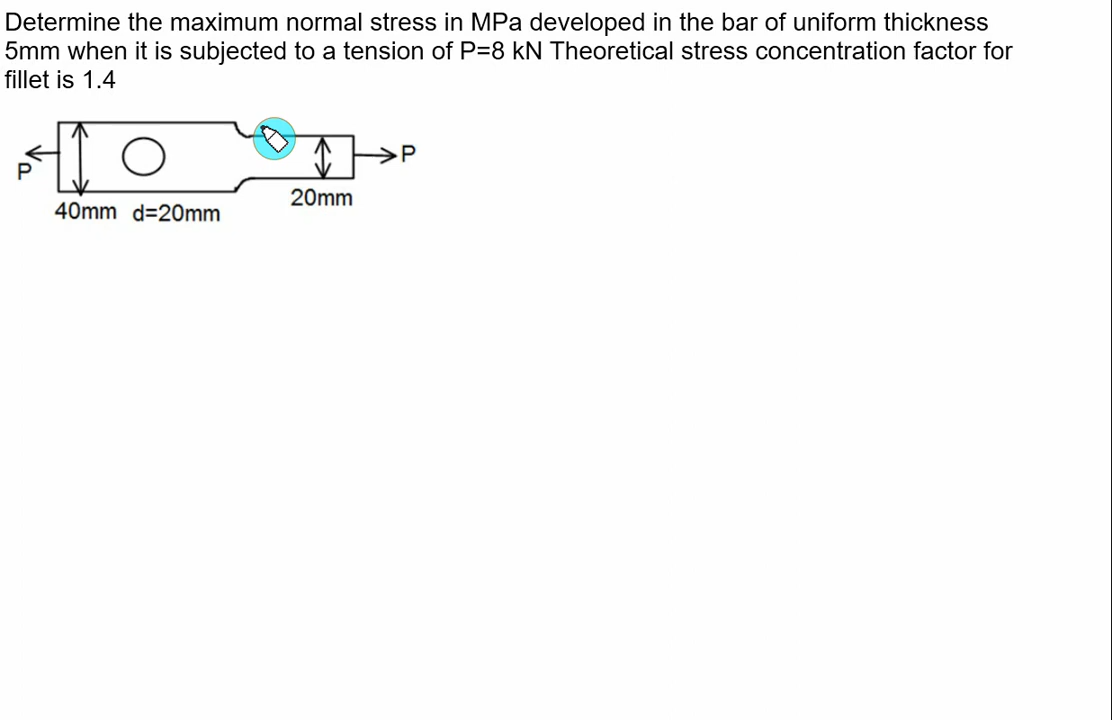 Determine the maximum normal stress in MPa developed in the bar of uniform thickness
5mm when it is subjected to a tension of P=8 kN Theoretical stress concentration factor for
fillet is 1.4
P
P
20mm
40mm d=20mm